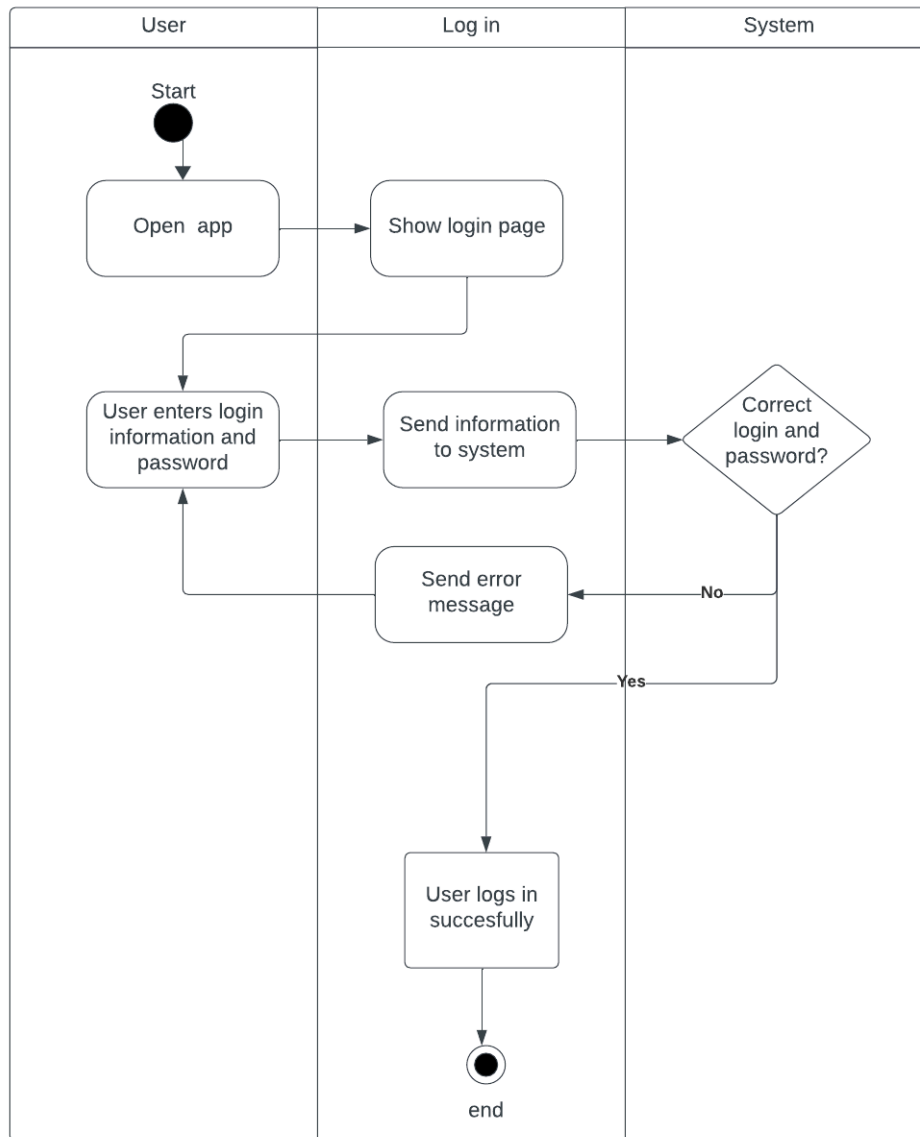 User
Log in
System
Start
Open app
Show login page
User enters login
information and
password
Send information
to system
Correct
login and
password?
Send error
message
No
Yes
User logs in
succesfully
end